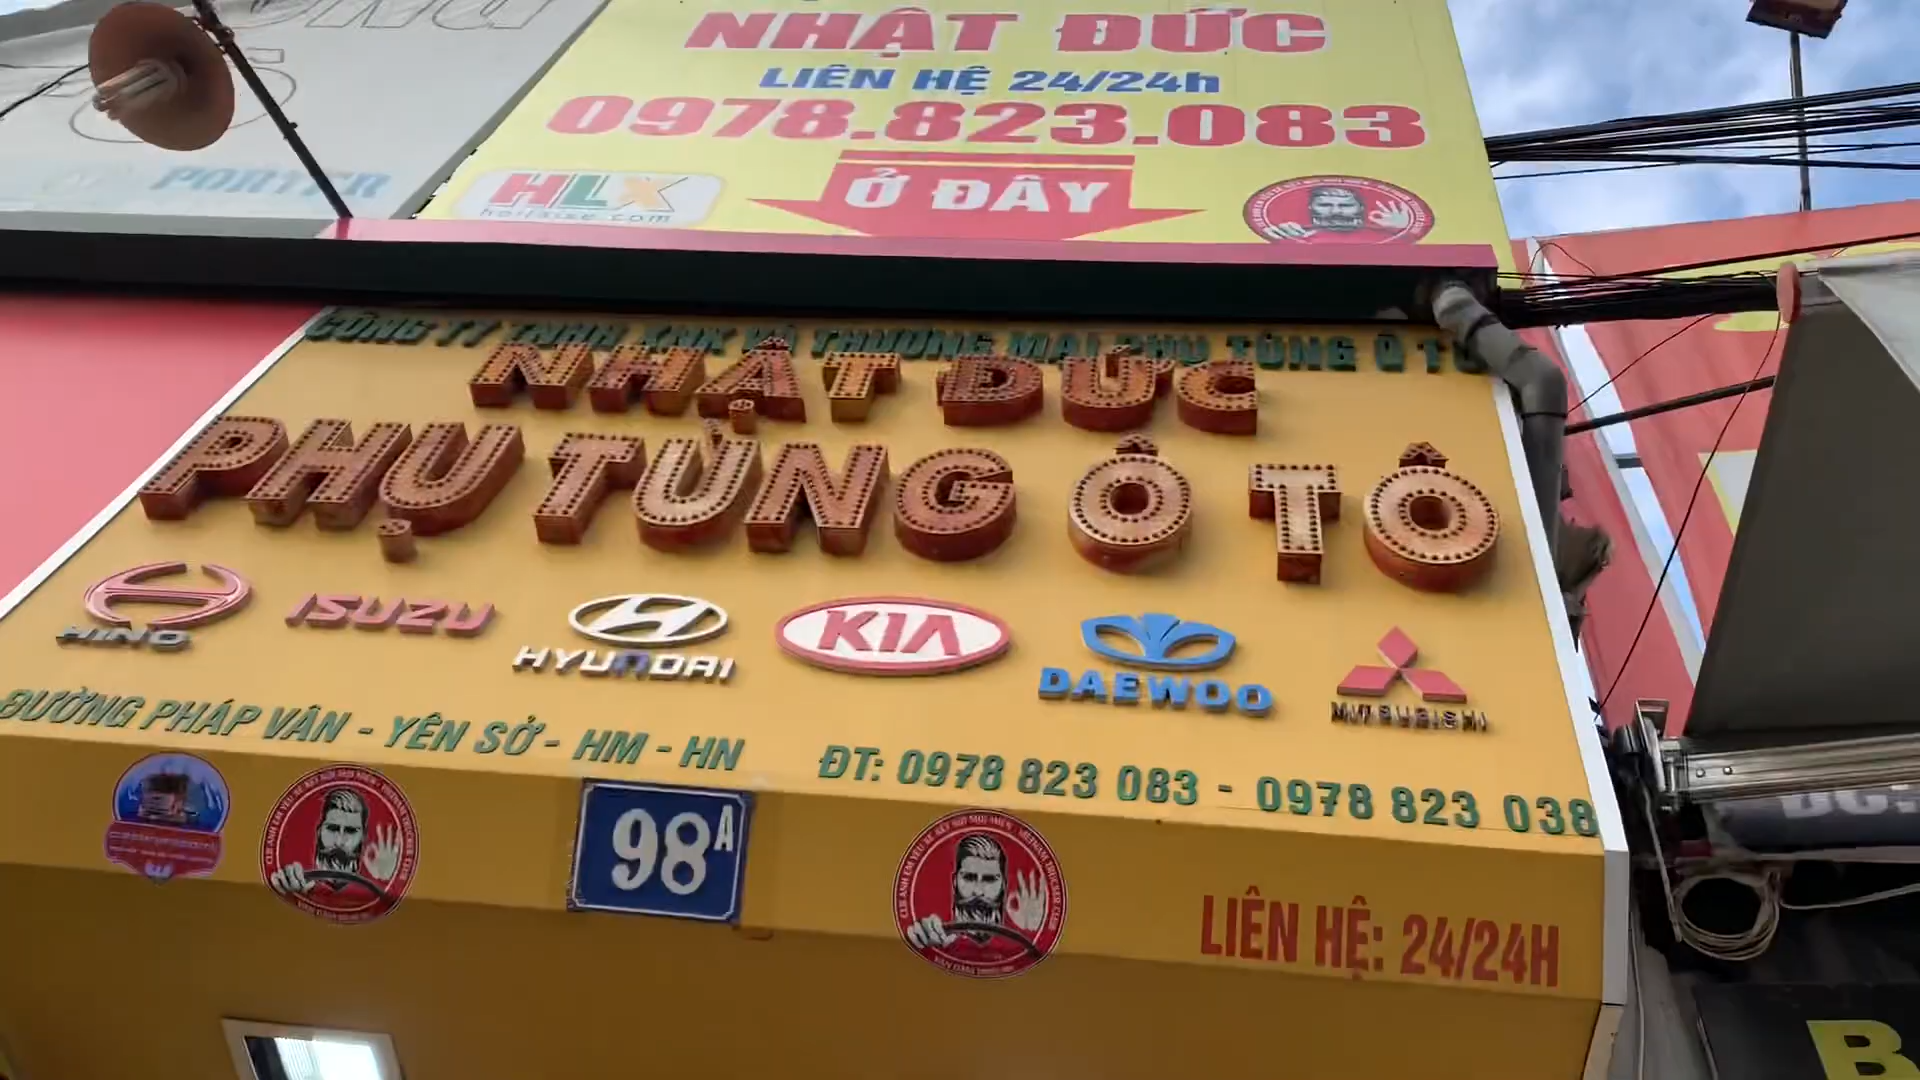 NHẬT ĐỨC
LIÊN HỆ 24/24h
0978.823.083
PORTER
HLX
Ở ĐÂY
CÔNG TY TNHH XNK VÀ THƯƠNG MẠI PHỤ TÙNG Ô TÔ
NHẬT ĐỨC
PHỤ TÙNG Ô TÔ
HINO
ISUZU
HYUNDAI
KIA
DAEWOO
MITSUBISHI
ĐƯỜNG PHÁP VÂN - YÊN SỞ - HM - HN
ĐT: 0978 823 083 - 0978 823 038
98A
LIÊN HỆ: 24/24H
B